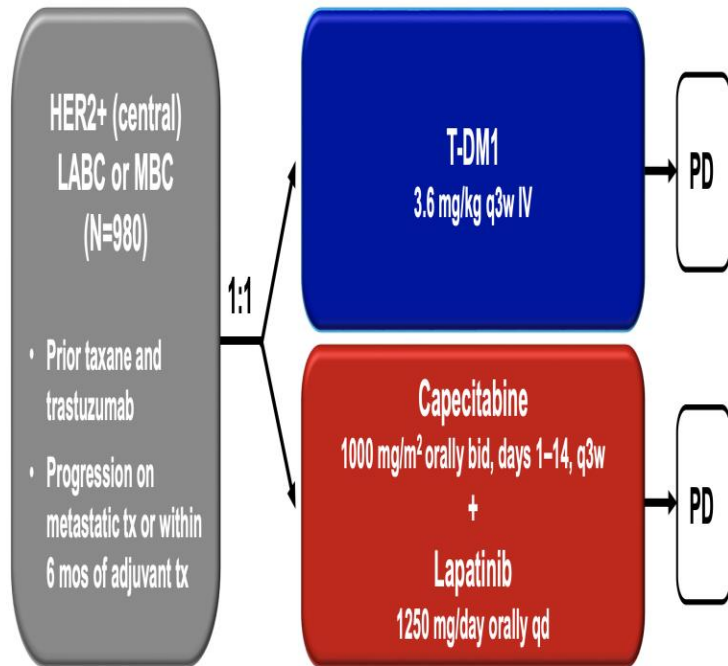 HER2+ (central)
LABC or MBC
(N=980)
• Prior taxane and
trastuzumab
• Progression on
metastatic tx or within
6 mos of adjuvant tx
1:1
T-DM1
3.6 mg/kg q3w IV
PD
Capecitabine
1000 mg/m² orally bid, days 1–14, q3w
+
Lapatinib
1250 mg/day orally qd
PD